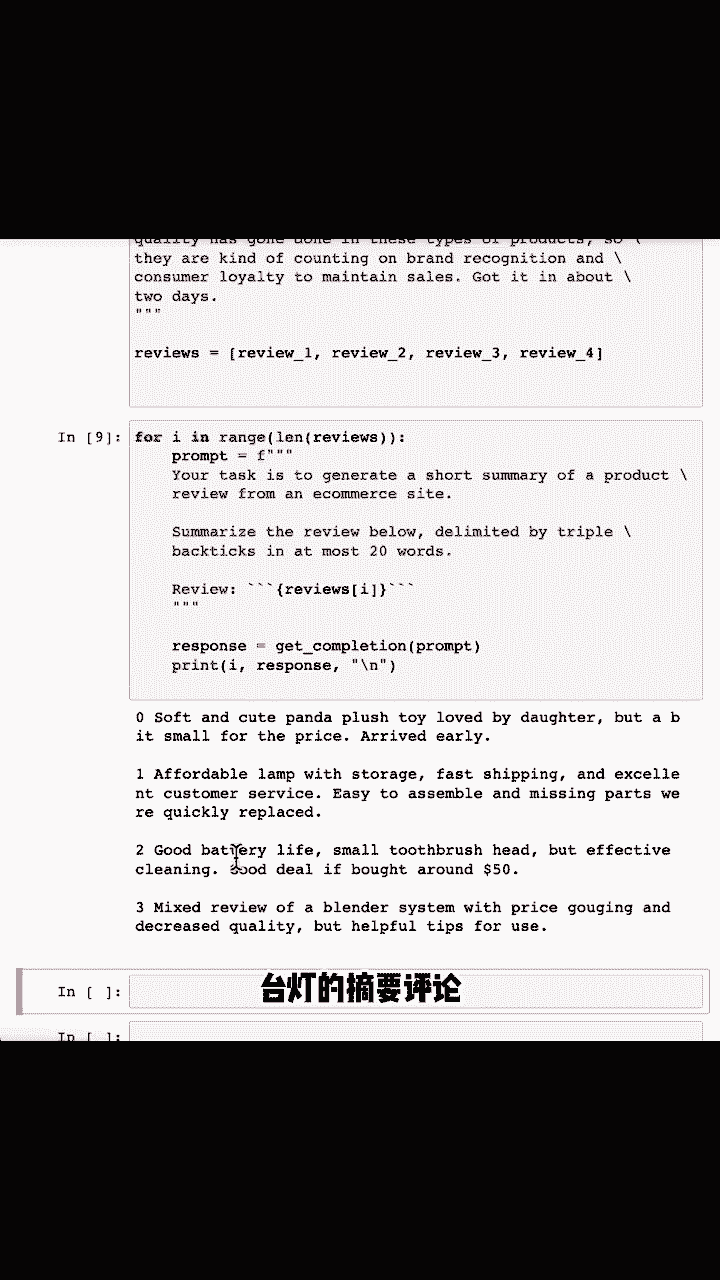 quality has gone done in these types of products, so \
they are kind of counting on brand recognition and \
consumer loyalty to maintain sales. Got it in about \
two days.
"""
reviews = [review_1, review_2, review_3, review_4]
In [9]: for i in range(len(reviews)):
    prompt = f"""
    Your task is to generate a short summary of a product \
    review from an ecommerce site.
    Summarize the review below, delimited by triple \
    backticks in at most 20 words.
    Review: ```{reviews[i]}```
    """
    response = get_completion(prompt)
    print(i, response, "\n")
0 Soft and cute panda plush toy loved by daughter, but a b
it small for the price. Arrived early.
1 Affordable lamp with storage, fast shipping, and excelle
nt customer service. Easy to assemble and missing parts we
re quickly replaced.
2 Good battery life, small toothbrush head, but effective
cleaning. Good deal if bought around $50.
3 Mixed review of a blender system with price gouging and
decreased quality, but helpful tips for use.
In [ ]:
台灯的摘要评论
In [ ]: